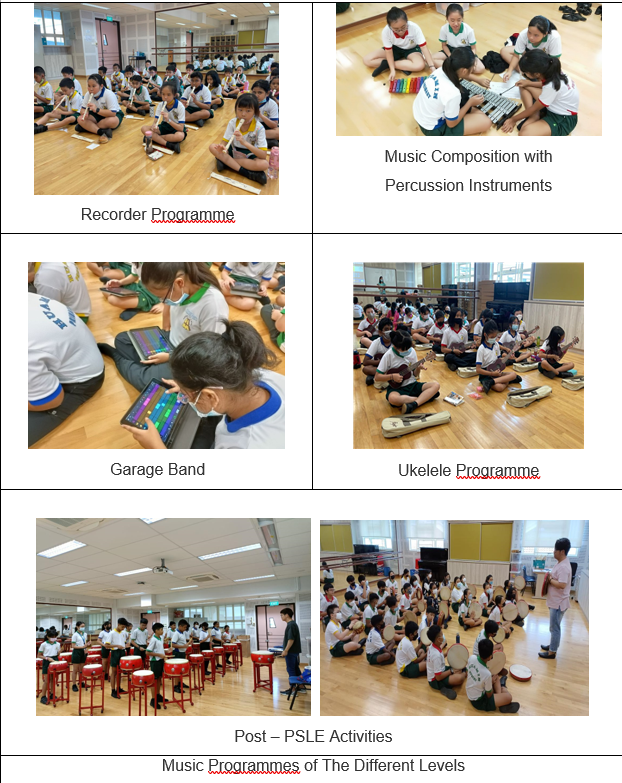 Recorder Programme
Music Composition with
Percussion Instruments
Garage Band
Ukelele Programme
Post – PSLE Activities
Music Programmes of The Different Levels